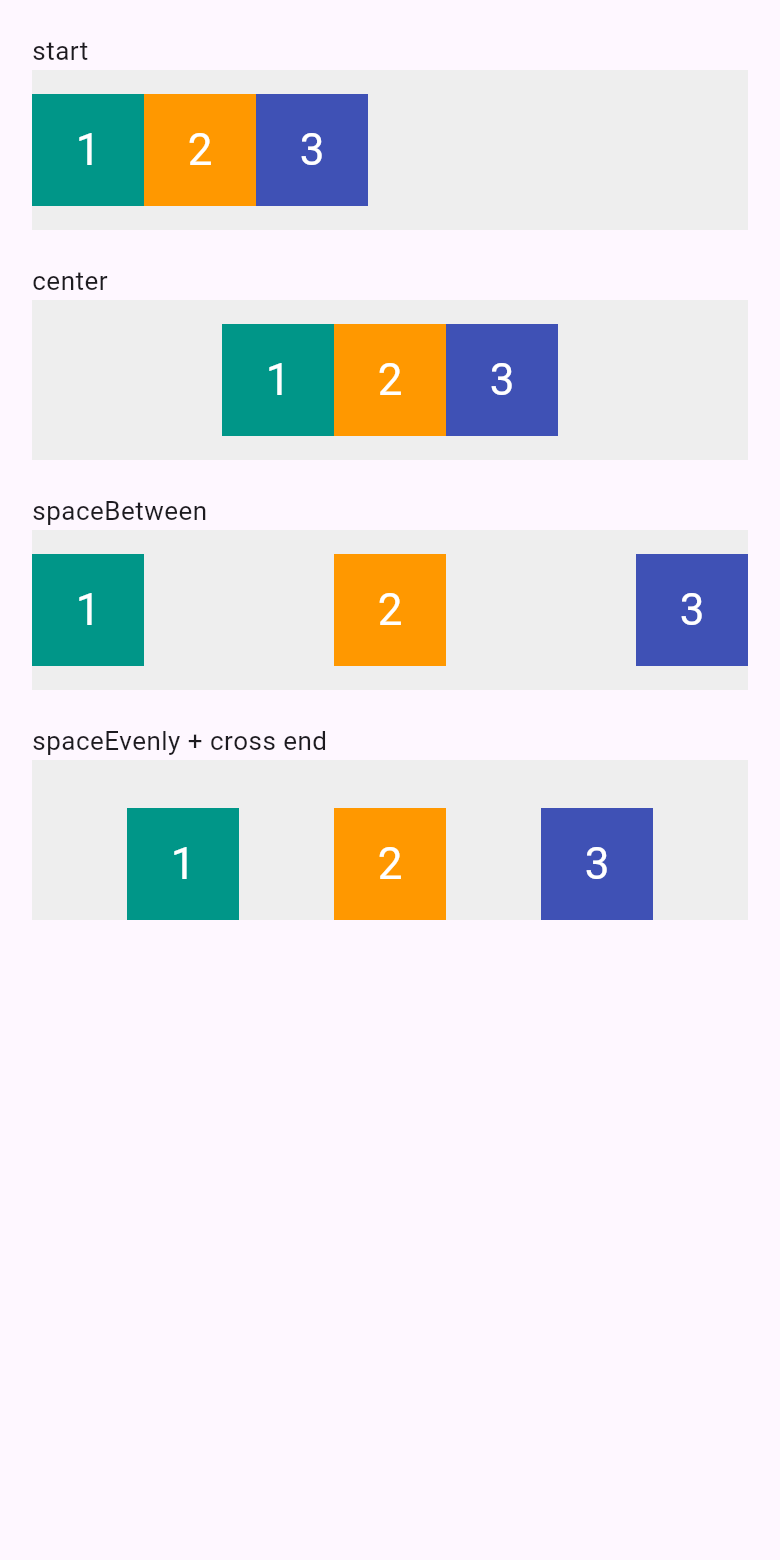 start
1 2 3
center
1 2 3
spaceBetween
1 2 3
spaceEvenly + cross end
1 2 3